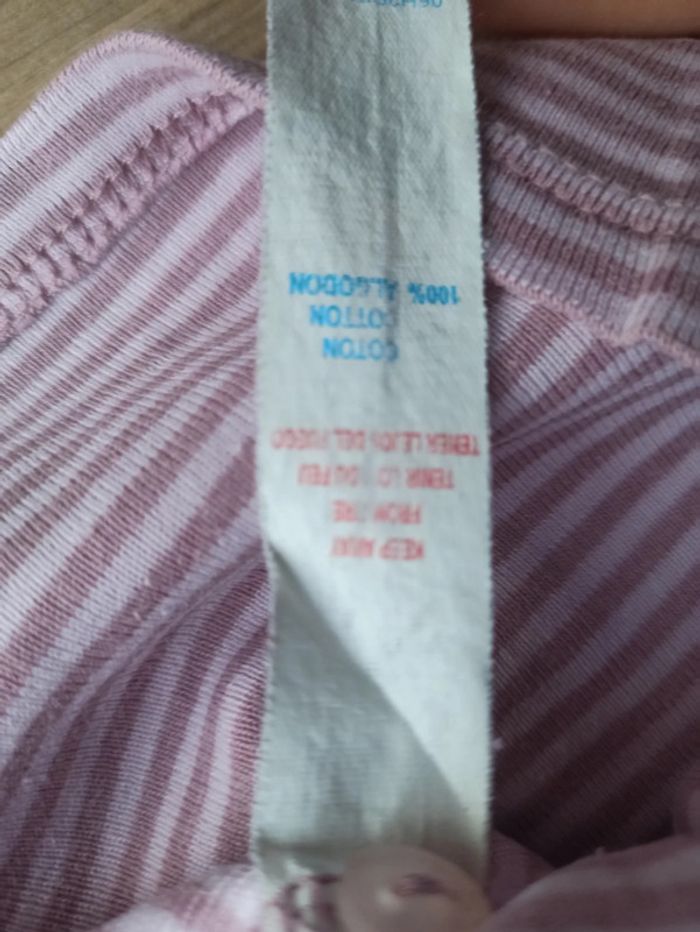 KEEP AWAY
FROM FIRE
TENIR LOIN DU FEU
TENER LEJOS DEL FUEGO
COTON
COTTON
100% ALGODON